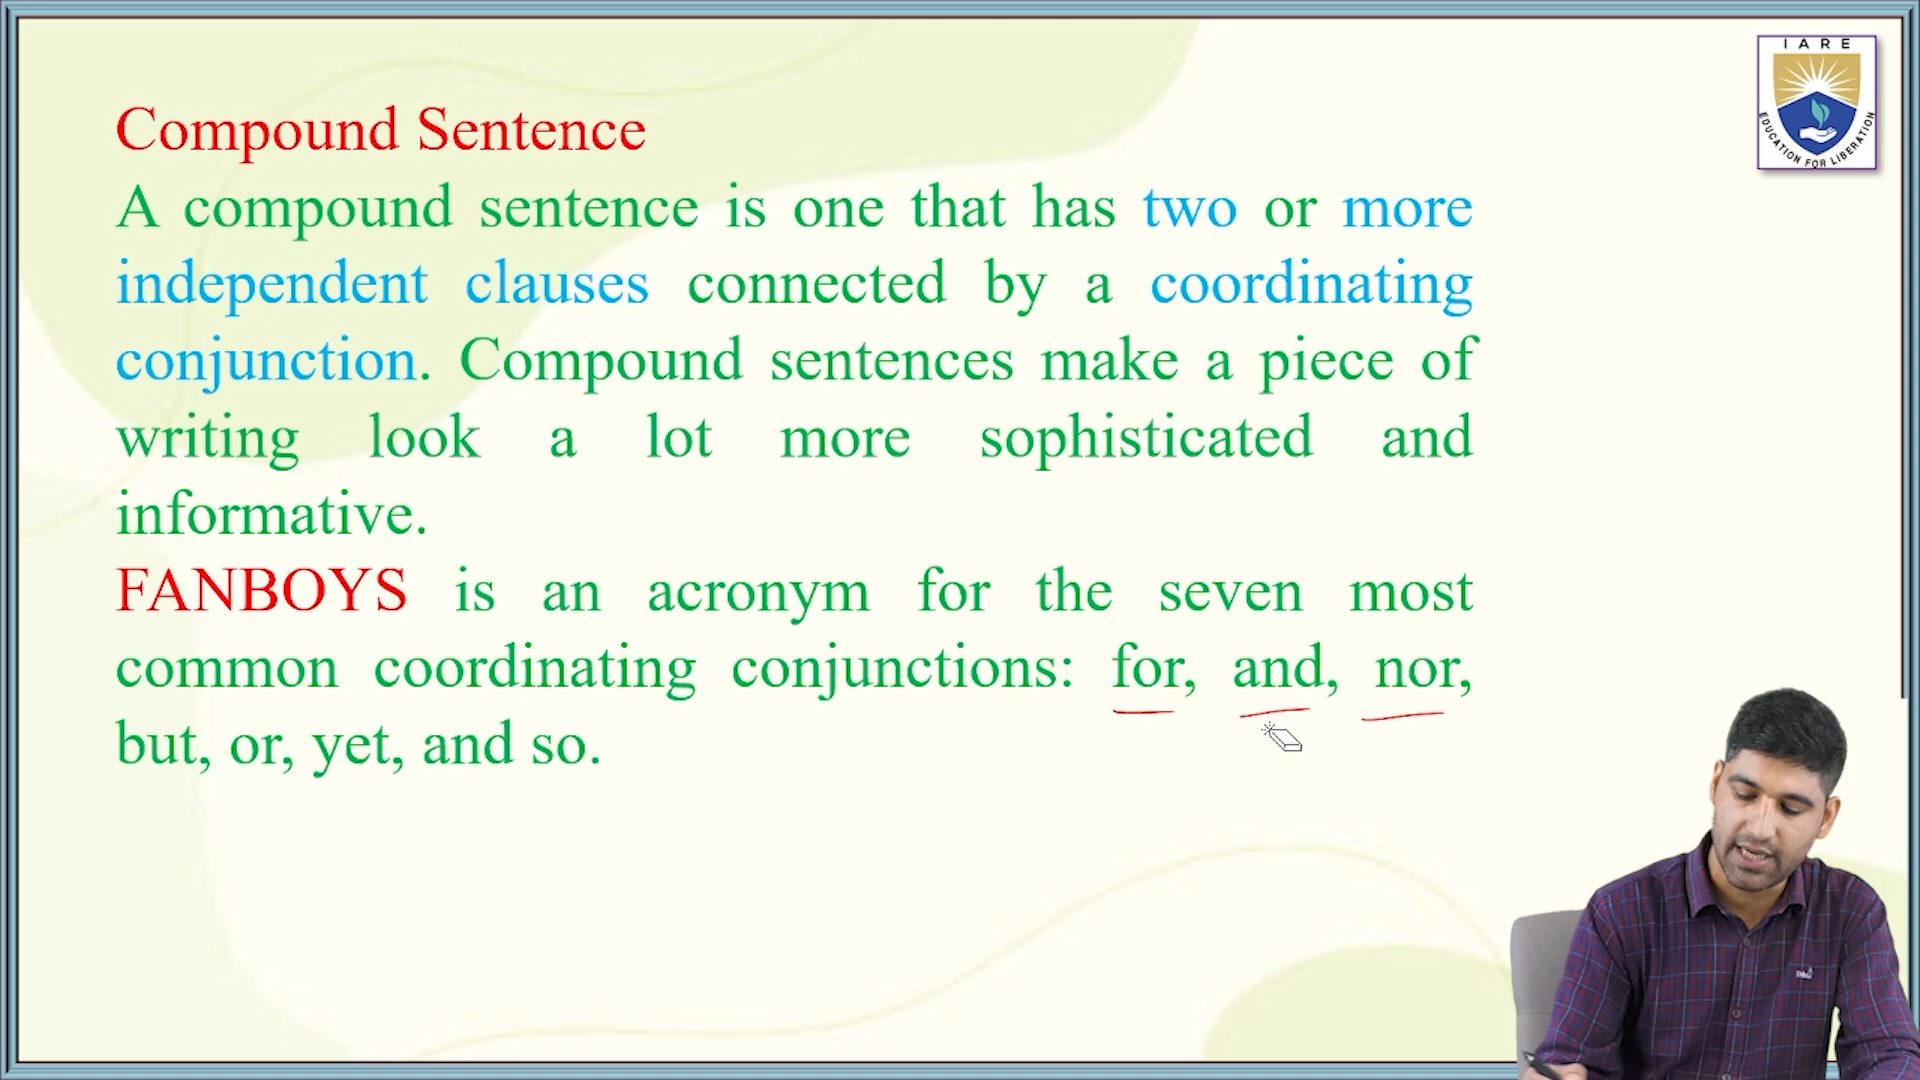 I A R E
EDUCATION FOR LIBERATION
Compound Sentence
A compound sentence is one that has two or more
independent clauses connected by a coordinating
conjunction. Compound sentences make a piece of
writing look a lot more sophisticated and
informative.
FANBOYS is an acronym for the seven most
common coordinating conjunctions: for, and, nor,
but, or, yet, and so.